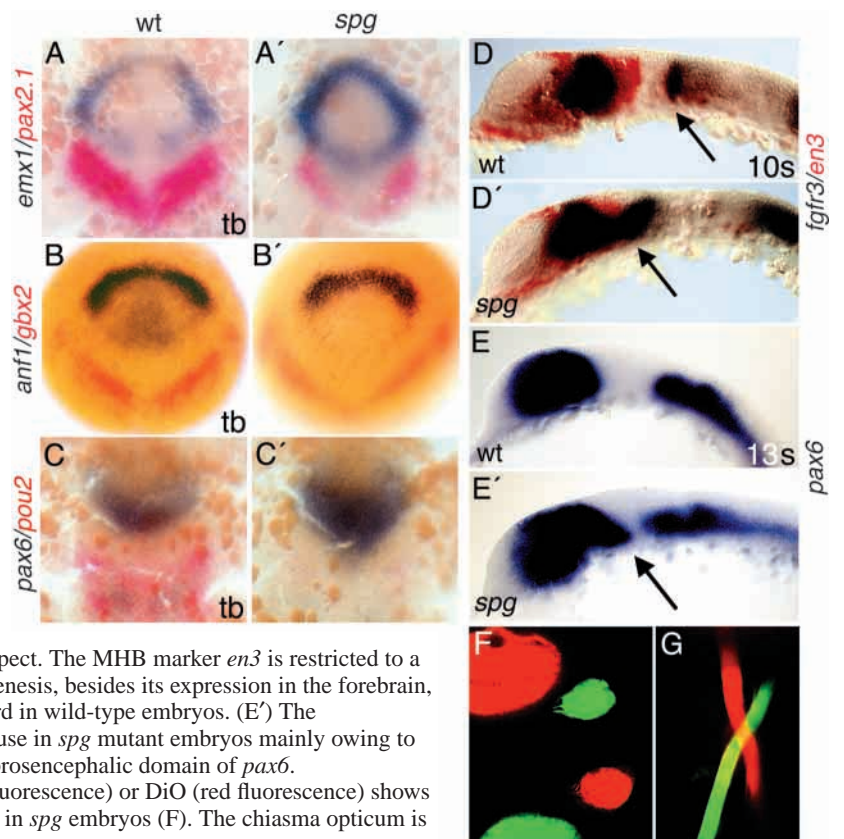 wt
spg
A
A´
D
emx1/pax2.1
tb
wt
10s
D´
fgfr3/en3
spg
B
B´
anf1/gbx2
tb
E
wt
13s
C
C´
pax6/pou2
tb
E´
pax6
spg
F
G
pect. The MHB marker en3 is restricted to a
enesis, besides its expression in the forebrain,
rd in wild-type embryos. (E′) The
use in spg mutant embryos mainly owing to
prosencephalic domain of pax6.
uorescence) or DiO (red fluorescence) shows
in spg embryos (F). The chiasma opticum is